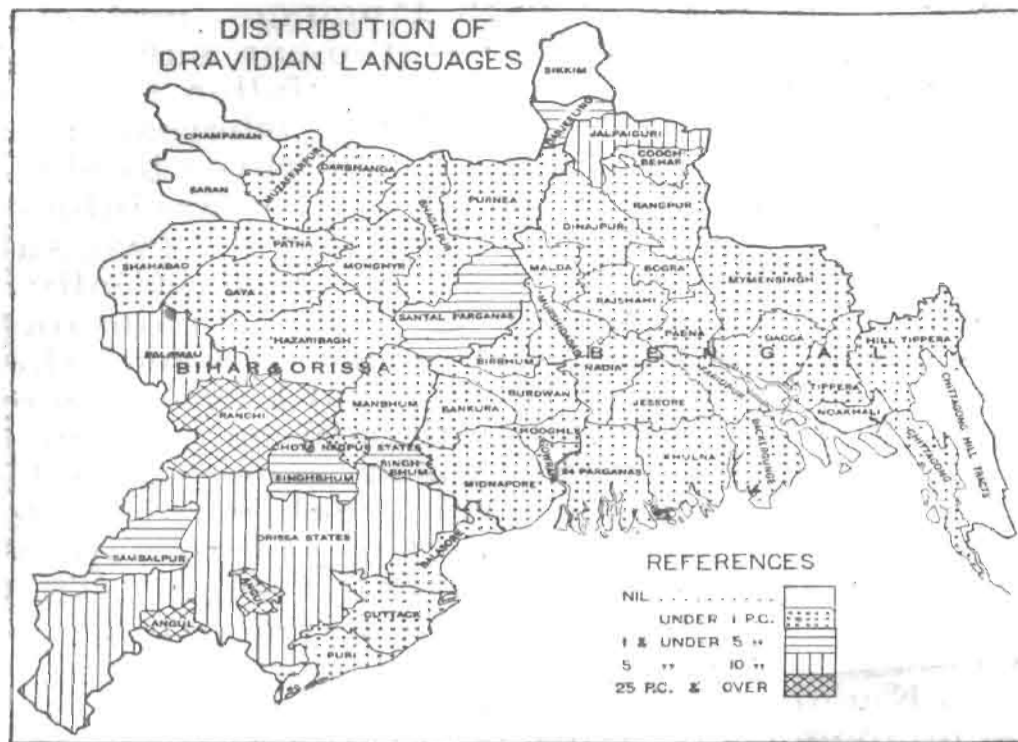 DISTRIBUTION OF
DRAVIDIAN LANGUAGES
SIKKIM
DARJEELING
JALPAIGURI
COOCH
BEHAR
CHAMPARAN
SARAN
MUZAFFARPUR
DARBHANGA
BHAGALPUR
PURNEA
RANGPUR
DINAJPUR
SHAHABAD
PATNA
MONGHYR
GAYA
MALDA
BOGRA
MYMENSINGH
RAJSHAHI
SANTAL PARGANAS
MURSHIDABAD
HAZARIBAGH
PALAMAU
PABNA
DACCA
HILL TIPPERA
BIHAR & ORISSA
BENGAL
BIRBHUM
NADIA
FARIDPUR
TIPPERA
BURDWAN
RANCHI
MANBHUM
BANKURA
JESSORE
NOAKHALI
CHITTAGONG HILL TRACTS
CHITTAGONG
HOOGHLY
HOWRAH
CHOTA NAGPUR STATES
SINGHBHUM
SINGH
BHUM
MIDNAPORE
24 PARGANAS
KHULNA
BACKERGUNGE
ORISSA STATES
SAMBALPUR
BALASORE
ANGUL
ANGUL
CUTTACK
PURI
REFERENCES
NIL . . . . . . . . . .
UNDER 1 P.C.
1 & UNDER 5 "
5 " 10 "
25 P.C. & OVER